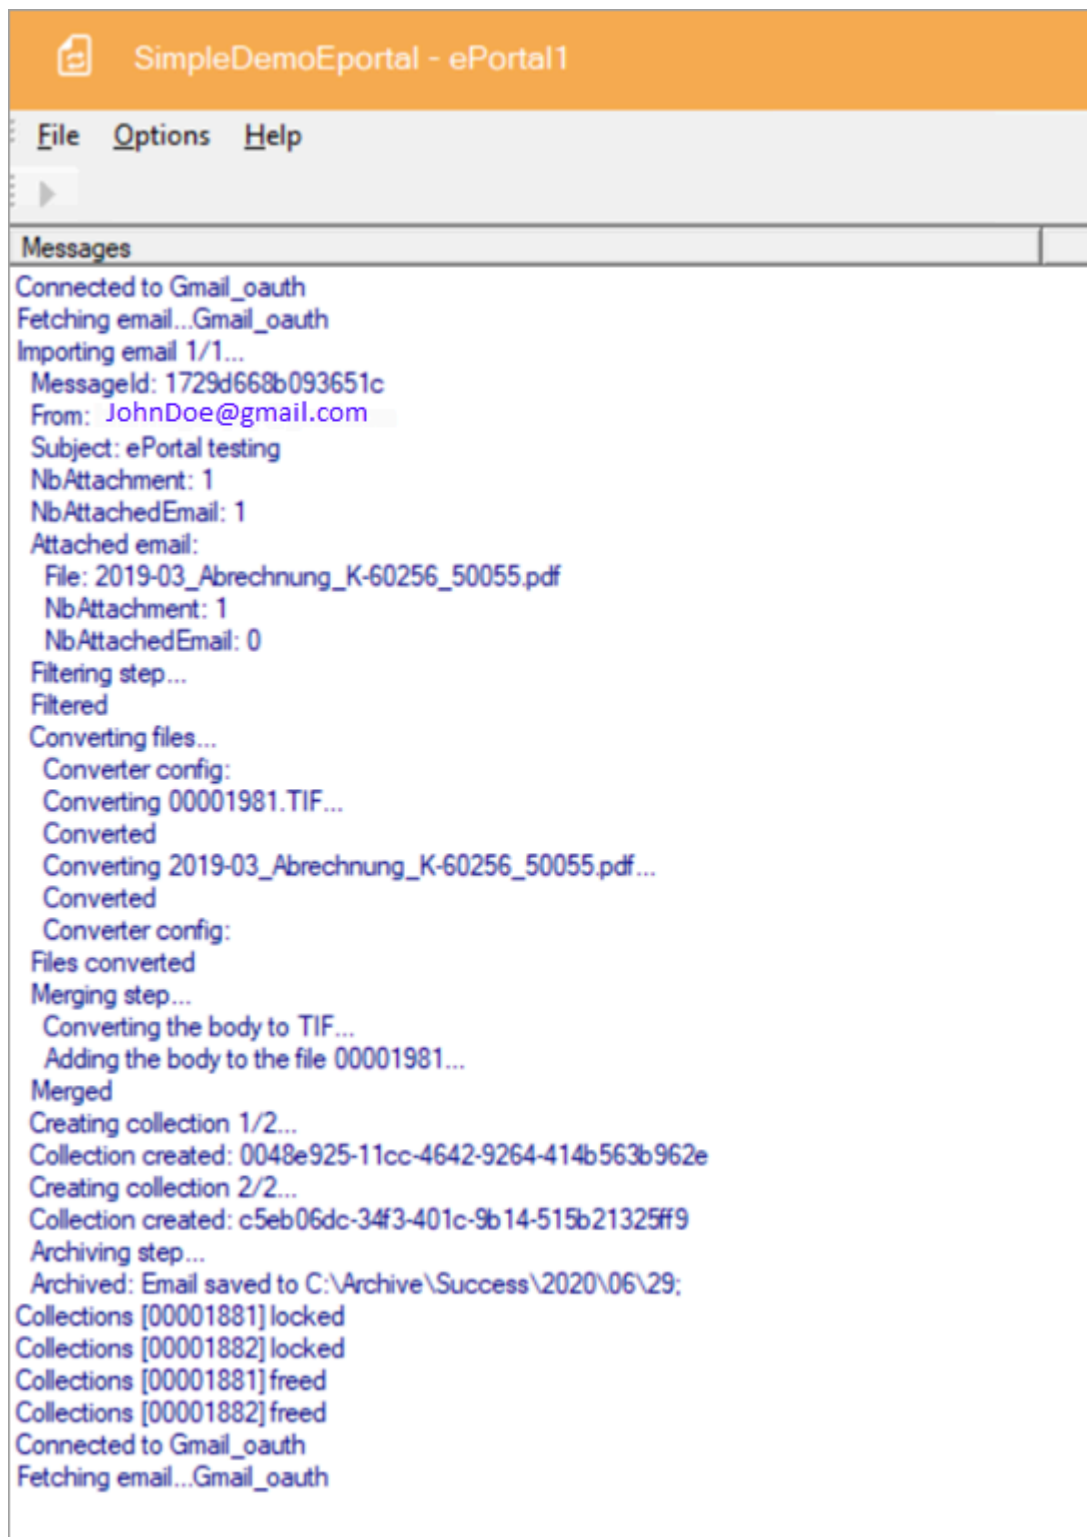 SimpleDemoEportal - ePortal1
File Options Help
Messages
Connected to Gmail_oauth
Fetching email...Gmail_oauth
Importing email 1/1...
MessageId: 1729d668b093651c
From: JohnDoe@gmail.com
Subject: ePortal testing
NbAttachment: 1
NbAttachedEmail: 1
Attached email:
File: 2019-03_Abrechnung_K-60256_50055.pdf
NbAttachment: 1
NbAttachedEmail: 0
Filtering step...
Filtered
Converting files...
Converter config:
Converting 00001981.TIF...
Converted
Converting 2019-03_Abrechnung_K-60256_50055.pdf...
Converted
Converter config:
Files converted
Merging step...
Converting the body to TIF...
Adding the body to the file 00001981...
Merged
Creating collection 1/2...
Collection created: 0048e925-11cc-4642-9264-414b563b962e
Creating collection 2/2...
Collection created: c5eb06dc-34f3-401c-9b14-515b21325ff9
Archiving step...
Archived: Email saved to C:\Archive\Success\2020\06\29;
Collections [00001881] locked
Collections [00001882] locked
Collections [00001881] freed
Collections [00001882] freed
Connected to Gmail_oauth
Fetching email...Gmail_oauth